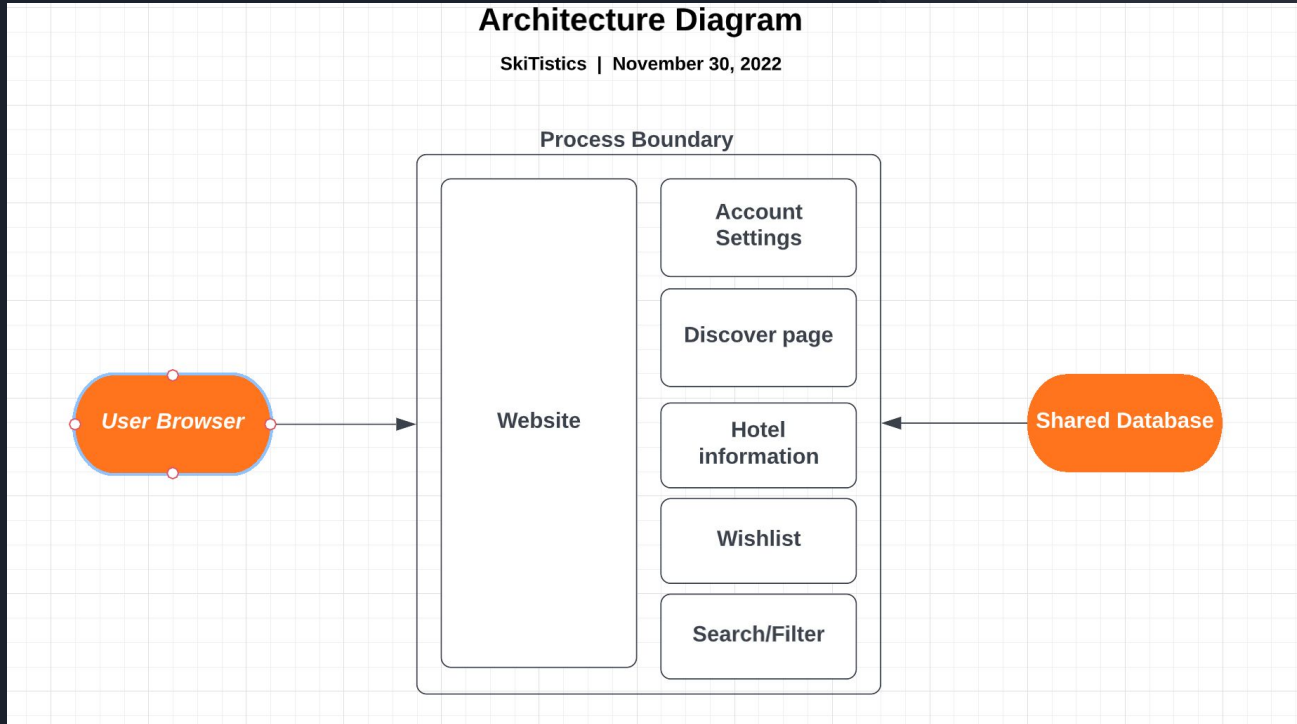 Architecture Diagram
SkiTistics | November 30, 2022
Process Boundary
Account
Settings
Discover page
User Browser
Website
Hotel
information
Shared Database
Wishlist
Search/Filter